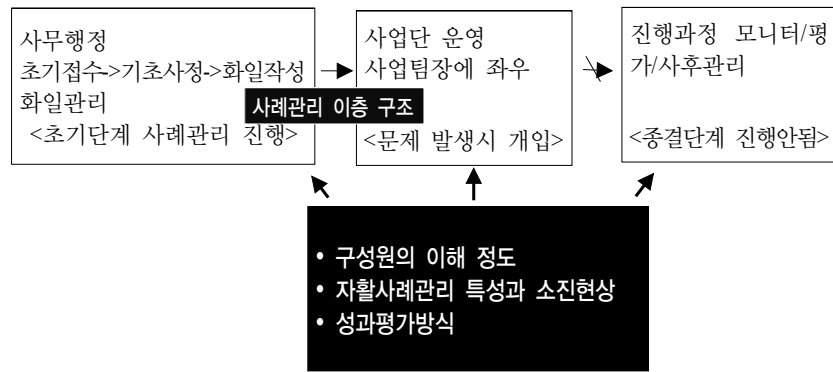 사무행정
초기접수->기초사정->화일작성
화일관리
<초기단계 사례관리 진행>
사례관리 이층 구조
사업단 운영
사업팀장에 좌우
<문제 발생시 개입>
진행과정 모니터/평
가/사후관리
<종결단계 진행안됨>
• 구성원의 이해 정도
• 자활사례관리 특성과 소진현상
• 성과평가방식